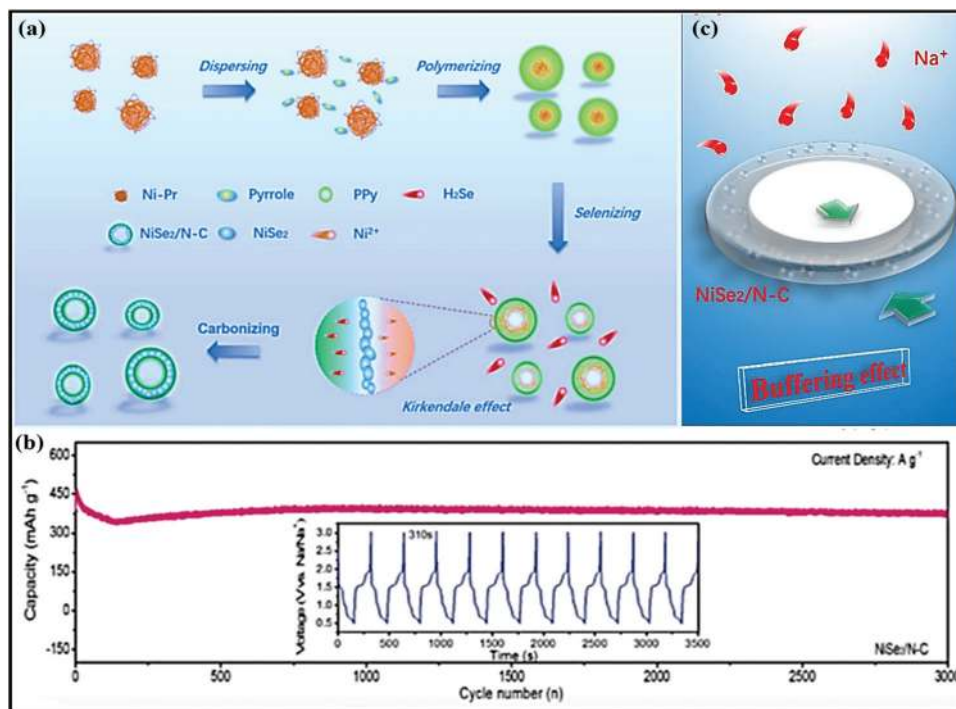 (a)
Dispersing
Polymerizing
Ni-Pr
Pyrrole
PPy
H₂Se
Selenizing
NiSe₂/N-C
NiSe₂
Ni²⁺
Carbonizing
Kirkendale effect
(c)
Na⁺
NiSe₂/N-C
Buffering effect
(b)
600
450
300
150
0
-150
Capacity (mAh g⁻¹)
Current Density: A g⁻¹
310s
3.0
2.5
2.0
1.5
1.0
0.5
Voltage (V vs. Na/Na⁺)
0 500 1000 1500 2000 2500 3000 3500
Time (s)
NiSe₂/N-C
0 500 1000 1500 2000 2500 3000
Cycle number (n)